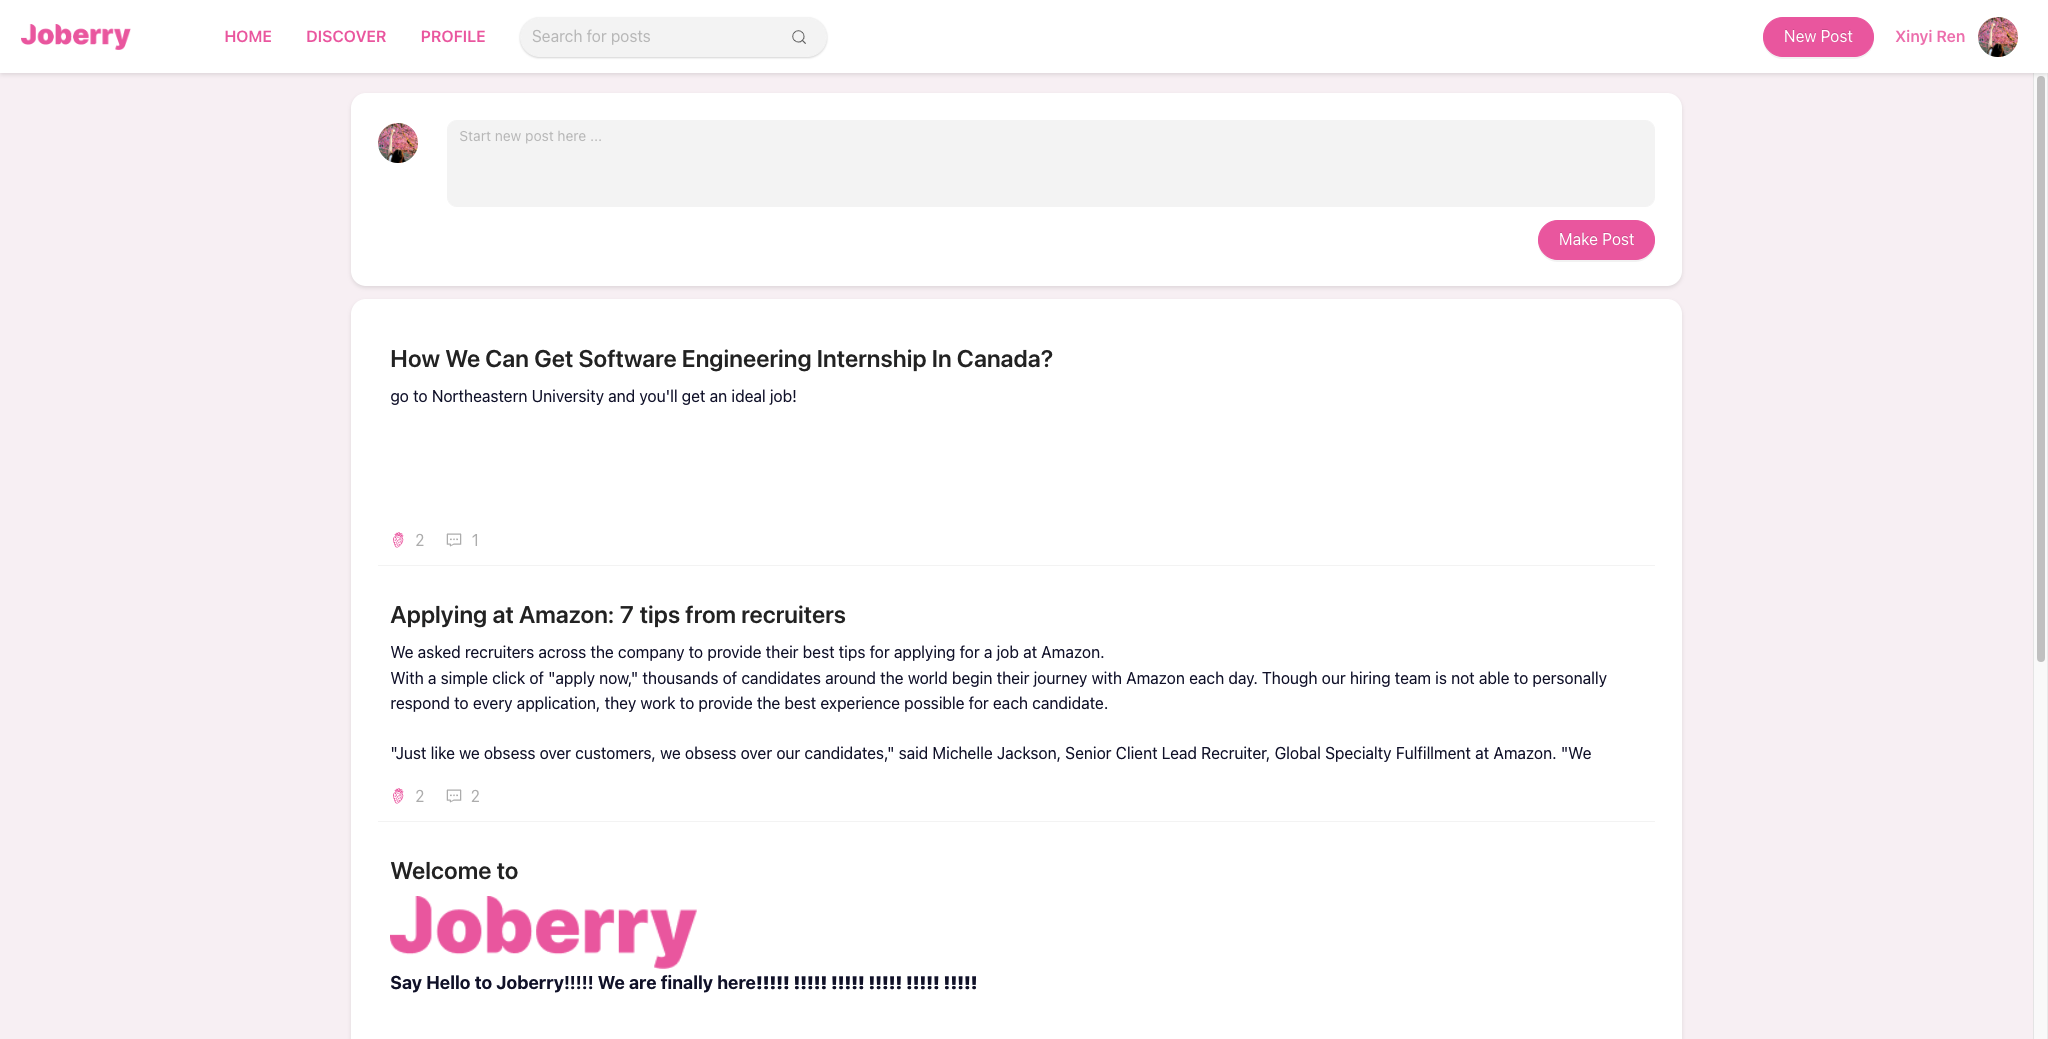 Joberry HOME DISCOVER PROFILE Search for posts New Post Xinyi Ren
Start new post here ...
Make Post
How We Can Get Software Engineering Internship In Canada?
go to Northeastern University and you'll get an ideal job!
2 1
Applying at Amazon: 7 tips from recruiters
We asked recruiters across the company to provide their best tips for applying for a job at Amazon.
With a simple click of "apply now," thousands of candidates around the world begin their journey with Amazon each day. Though our hiring team is not able to personally
respond to every application, they work to provide the best experience possible for each candidate.
"Just like we obsess over customers, we obsess over our candidates," said Michelle Jackson, Senior Client Lead Recruiter, Global Specialty Fulfillment at Amazon. "We
2 2
Welcome to
Joberry
Say Hello to Joberry!!!!! We are finally here!!!!! !!!!! !!!!! !!!!! !!!!! !!!!!